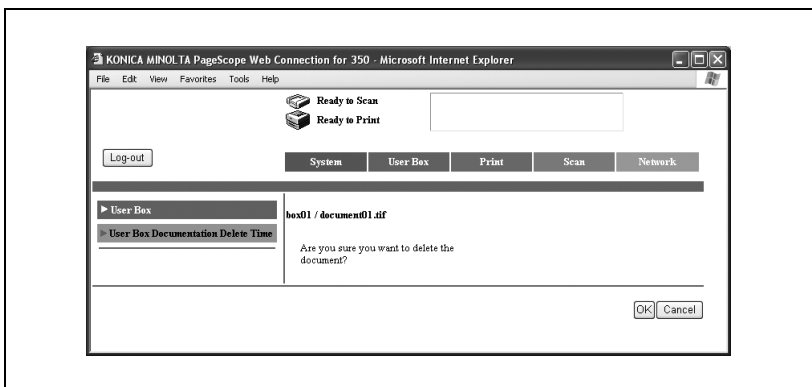 KONICA MINOLTA PageScope Web Connection for 350 - Microsoft Internet Explorer
File Edit View Favorites Tools Help
Ready to Scan
Ready to Print
Log-out
System User Box Print Scan Network
User Box
box01 / document01.tif
User Box Documentation Delete Time
Are you sure you want to delete the
document?
OK Cancel